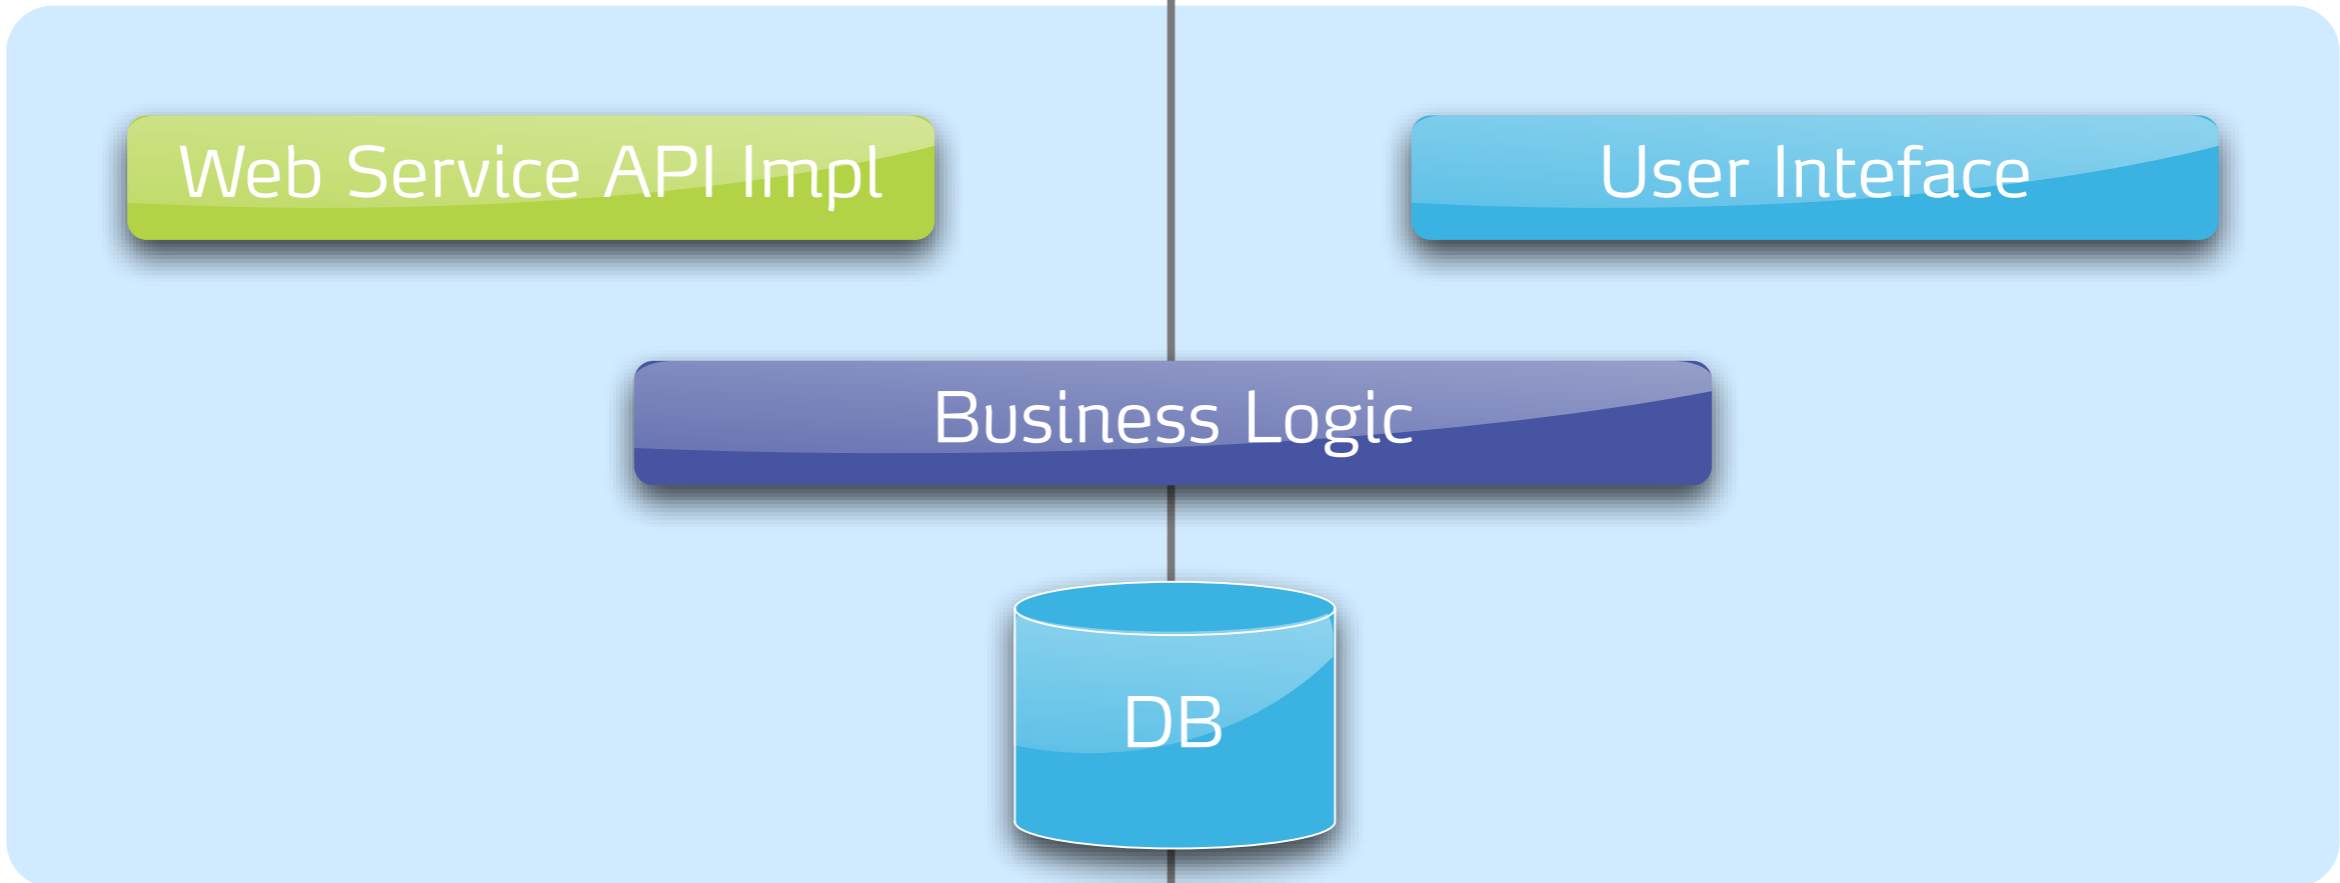 Web Service API Impl
User Inteface
Business Logic
DB